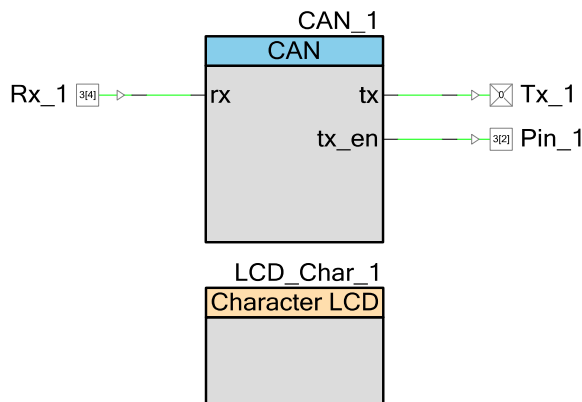 CAN_1
CAN
Rx_1 3[4] rx tx 0 Tx_1
tx_en 3[2] Pin_1
LCD_Char_1
Character LCD